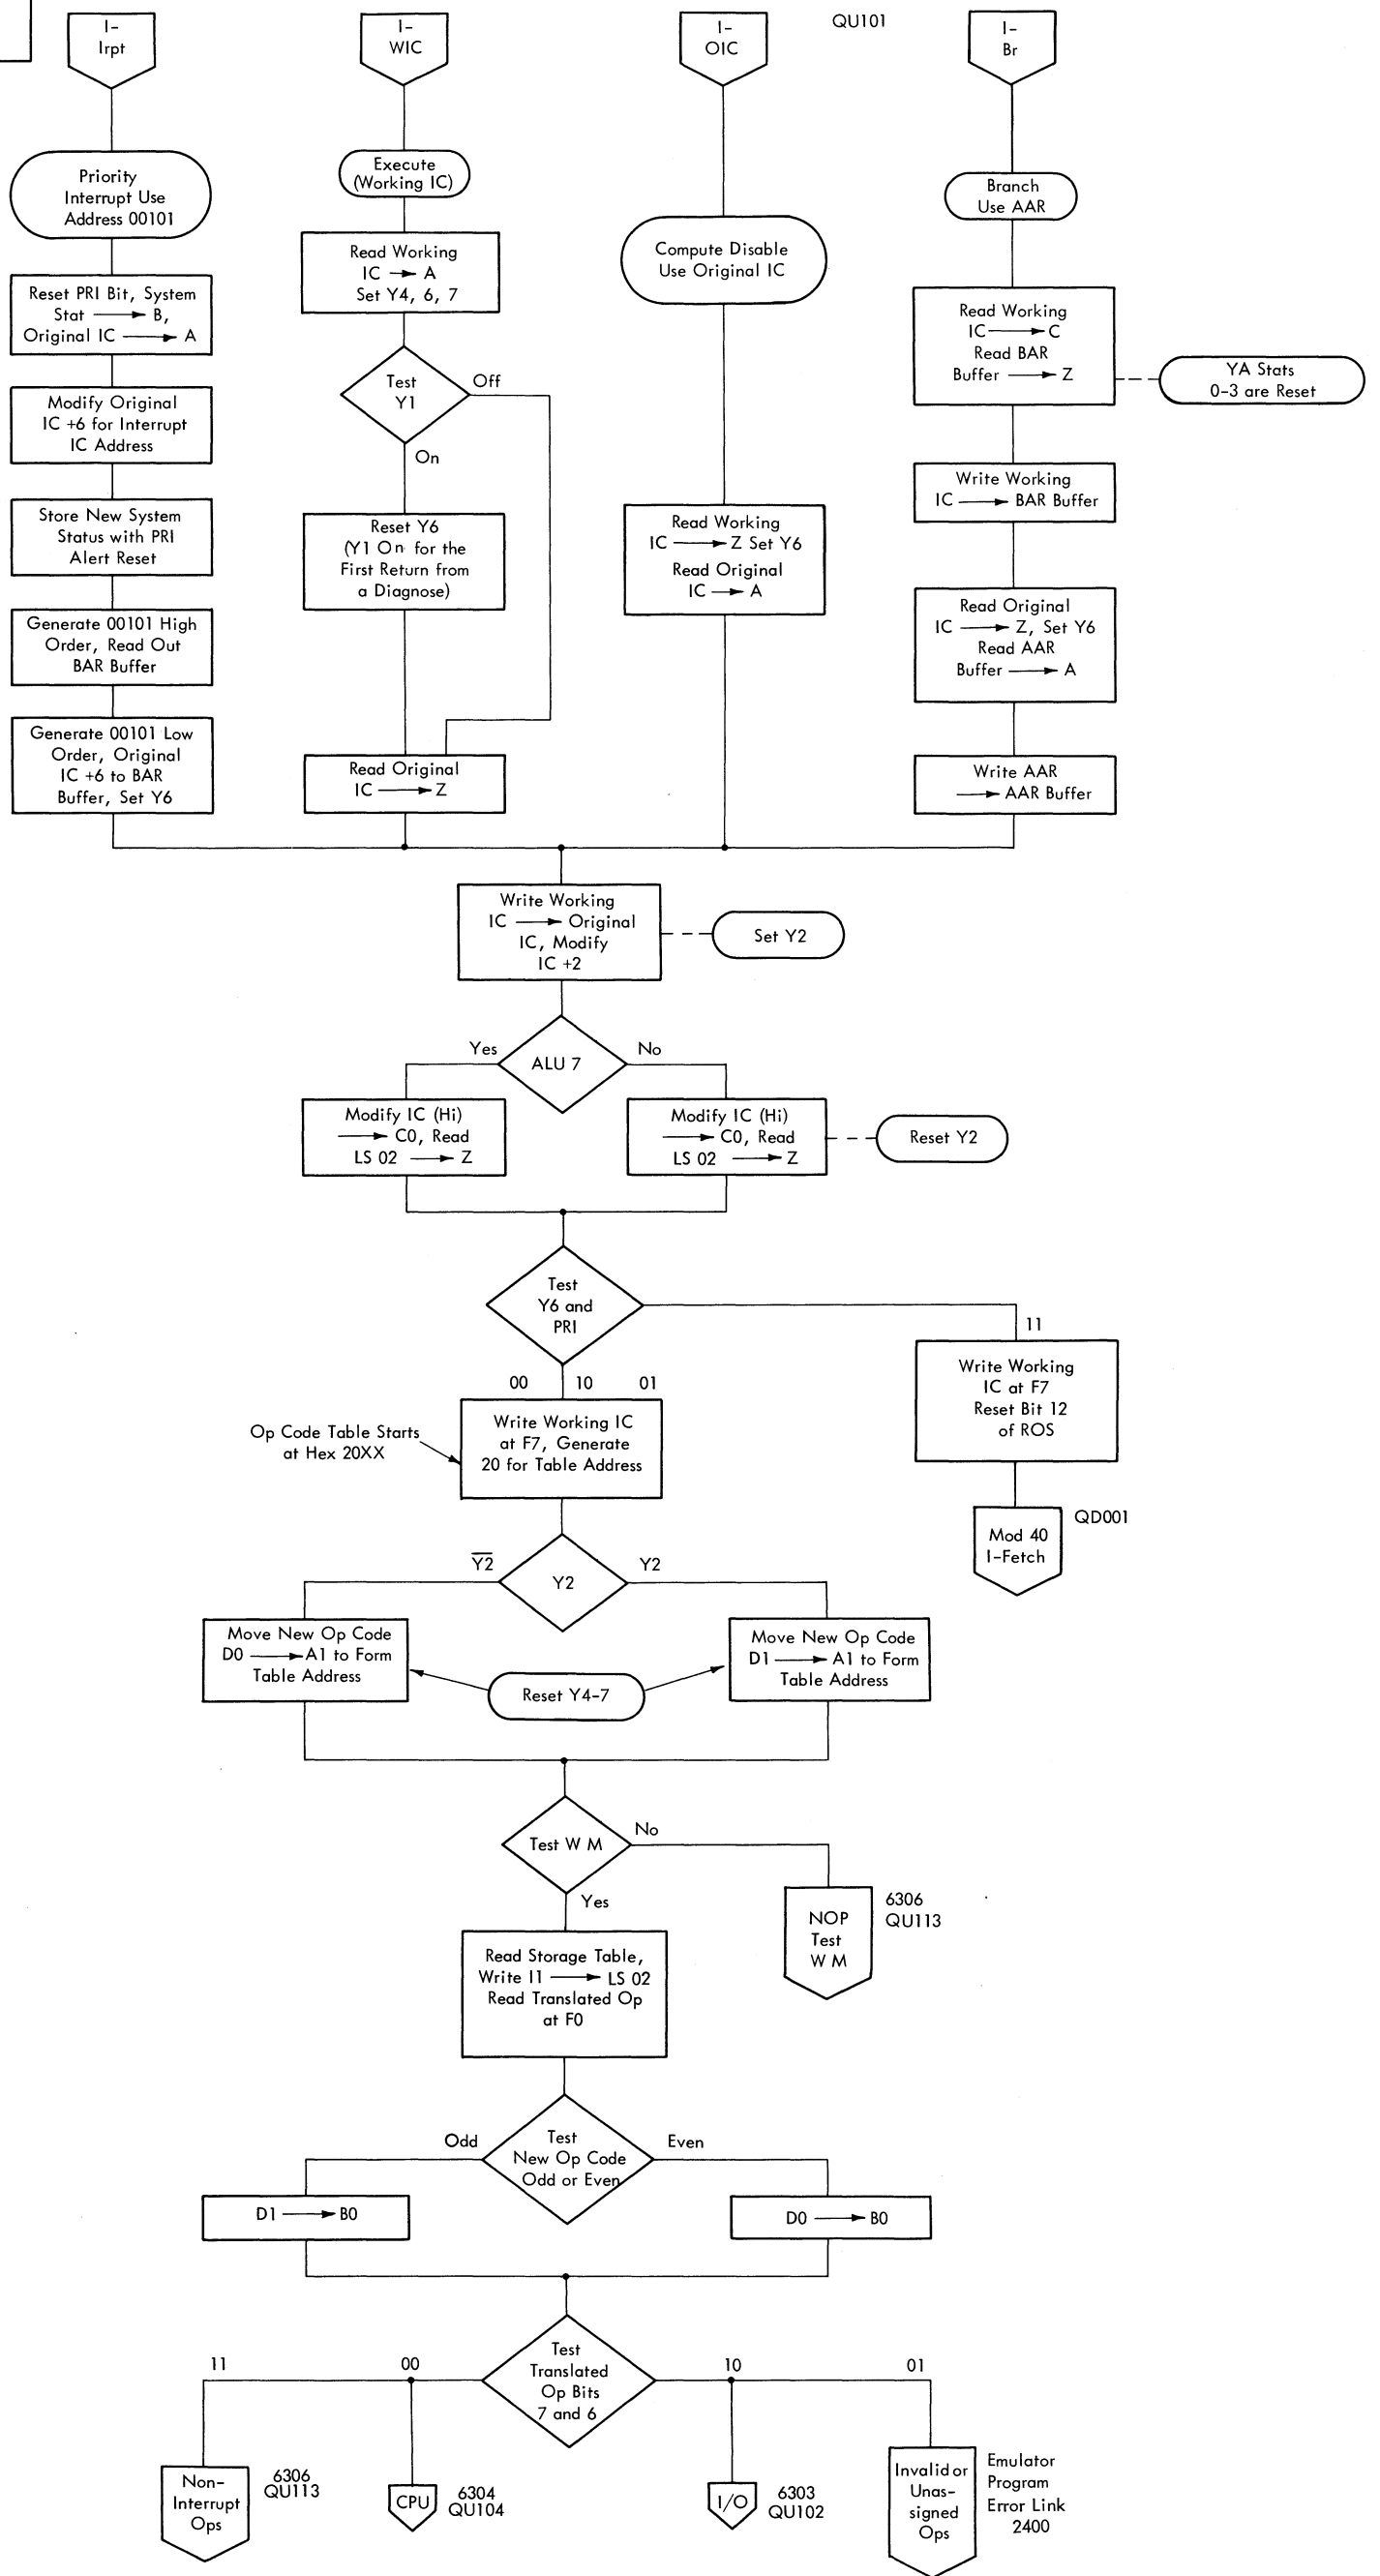 I-
Irpt
I-
WIC
I-
OIC
QU101
I-
Br
Priority
Interrupt Use
Address 00101
Reset PRI Bit, System
Stat → B,
Original IC → A
Modify Original
IC +6 for Interrupt
IC Address
Store New System
Status with PRI
Alert Reset
Generate 00101 High
Order, Read Out
BAR Buffer
Generate 00101 Low
Order, Original
IC +6 to BAR
Buffer, Set Y6
Execute
(Working IC)
Read Working
IC → A
Set Y4, 6, 7
Test
Y1
Off
On
Reset Y6
(Y1 On for the
First Return from
a Diagnose)
Read Original
IC → Z
Compute Disable
Use Original IC
Read Working
IC → Z Set Y6
Read Original
IC → A
Branch
Use AAR
Read Working
IC → C
Read BAR
Buffer → Z
YA Stats
0-3 are Reset
Write Working
IC → BAR Buffer
Read Original
IC → Z, Set Y6
Read AAR
Buffer → A
Write AAR
→ AAR Buffer
Write Working
IC → Original
IC, Modify
IC +2
Set Y2
Yes
ALU 7
No
Modify IC (Hi)
→ C0, Read
LS 02 → Z
Modify IC (Hi)
→ C0, Read
LS 02 → Z
Reset Y2
Test
Y6 and
PRI
11
00 10 01
Write Working
IC at F7
Reset Bit 12
of ROS
Op Code Table Starts
at Hex 20XX
Write Working IC
at F7, Generate
20 for Table Address
Mod 40
I-Fetch
QD001
Y̅2̅
Y2
Y2
Move New Op Code
D0 → A1 to Form
Table Address
Reset Y4-7
Move New Op Code
D1 → A1 to Form
Table Address
Test W M
No
Yes
NOP
Test
W M
6306
QU113
Read Storage Table,
Write I1 → LS 02
Read Translated Op
at F0
Odd
Test
New Op Code
Odd or Even
Even
D1 → B0
D0 → B0
11
00
Test
Translated
Op Bits
7 and 6
10
01
Non-
Interrupt
Ops
6306
QU113
CPU
6304
QU104
I/O
6303
QU102
Invalid or
Unas-
signed
Ops
Emulator
Program
Error Link
2400